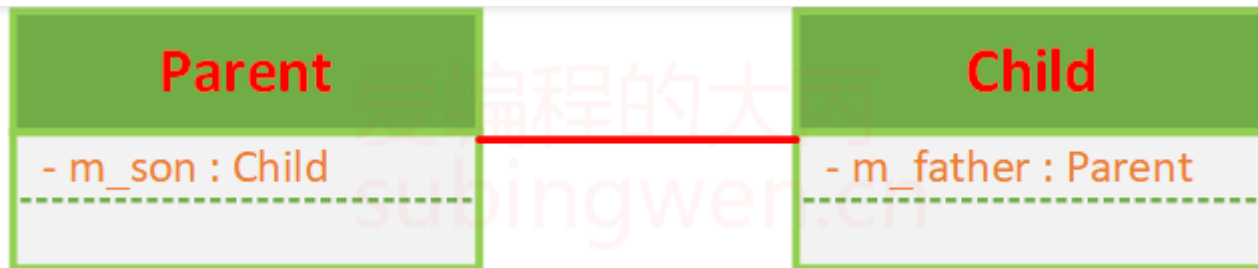 Parent
Child
- m_son : Child
- m_father : Parent
爱编程的大丙
subingwen.cn